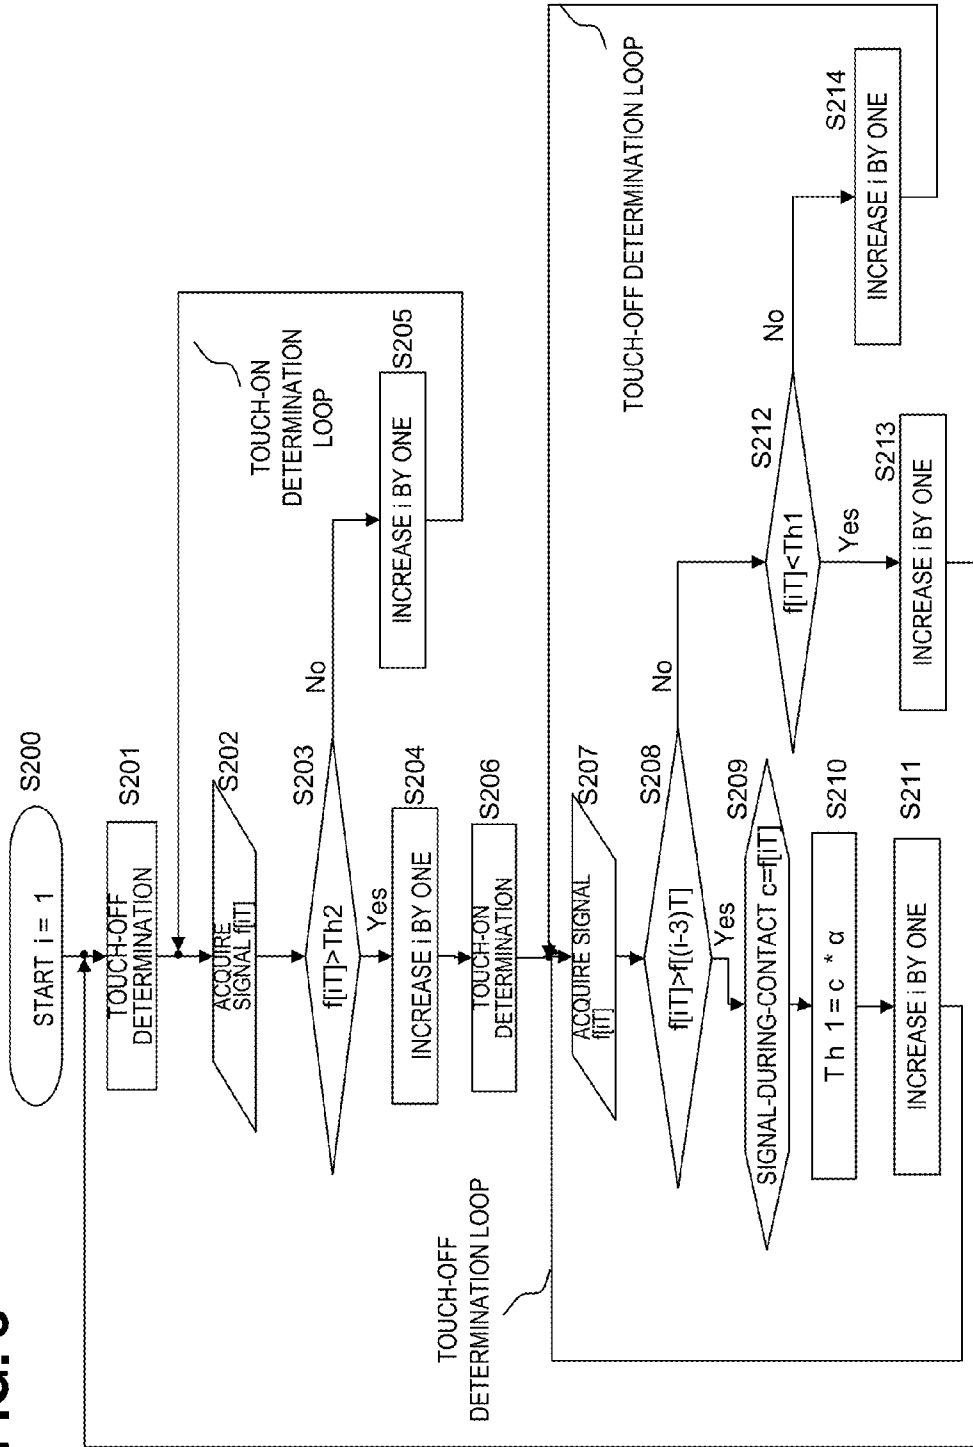 START i = 1
S200
TOUCH-OFF
DETERMINATION
S201
ACQUIRE
SIGNAL f[iT]
S202
TOUCH-ON
DETERMINATION
LOOP
f[iT]>Th2
S203
No
Yes
INCREASE i BY ONE
S204
INCREASE i BY ONE
S205
TOUCH-ON
DETERMINATION
S206
TOUCH-OFF
DETERMINATION LOOP
ACQUIRE SIGNAL
f[iT]
S207
TOUCH-OFF DETERMINATION LOOP
f[iT]>f[(i-3)T]
S208
No
Yes
SIGNAL-DURING-CONTACT c=f[iT]
S209
f[iT]<Th1
S212
No
Yes
Th 1 = c * α
S210
INCREASE i BY ONE
S214
INCREASE i BY ONE
S211
INCREASE i BY ONE
S213